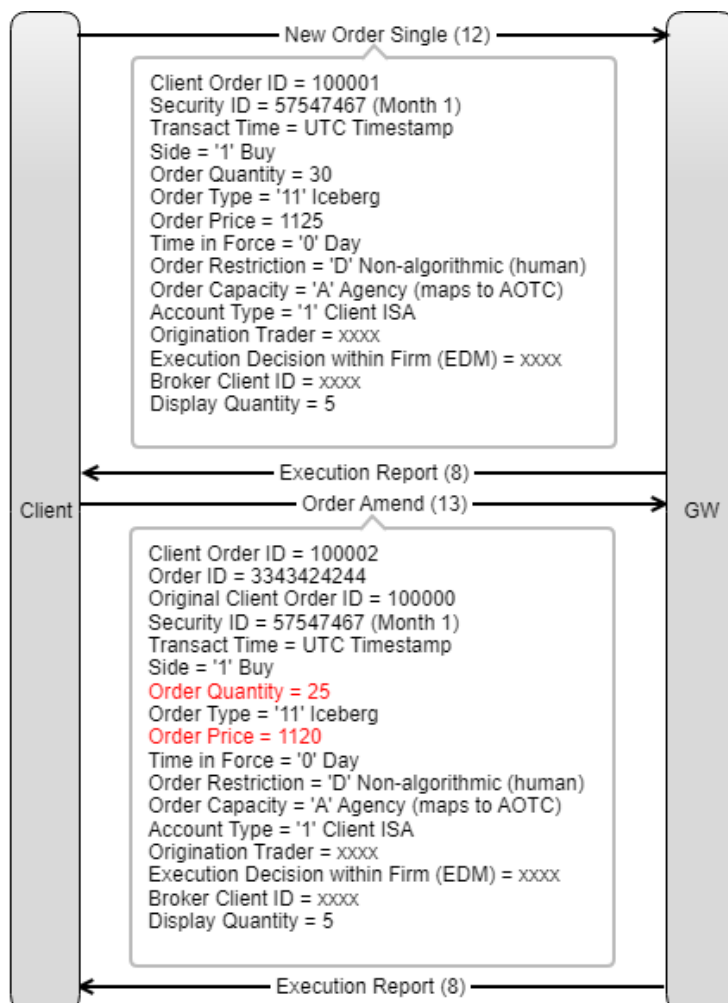 New Order Single (12)
Client Order ID = 100001
Security ID = 57547467 (Month 1)
Transact Time = UTC Timestamp
Side = '1' Buy
Order Quantity = 30
Order Type = '11' Iceberg
Order Price = 1125
Time in Force = '0' Day
Order Restriction = 'D' Non-algorithmic (human)
Order Capacity = 'A' Agency (maps to AOTC)
Account Type = '1' Client ISA
Origination Trader = xxxx
Execution Decision within Firm (EDM) = xxxx
Broker Client ID = xxxx
Display Quantity = 5
Execution Report (8)
Order Amend (13)
Client
GW
Client Order ID = 100002
Order ID = 3343424244
Original Client Order ID = 100000
Security ID = 57547467 (Month 1)
Transact Time = UTC Timestamp
Side = '1' Buy
Order Quantity = 25
Order Type = '11' Iceberg
Order Price = 1120
Time in Force = '0' Day
Order Restriction = 'D' Non-algorithmic (human)
Order Capacity = 'A' Agency (maps to AOTC)
Account Type = '1' Client ISA
Origination Trader = xxxx
Execution Decision within Firm (EDM) = xxxx
Broker Client ID = xxxx
Display Quantity = 5
Execution Report (8)